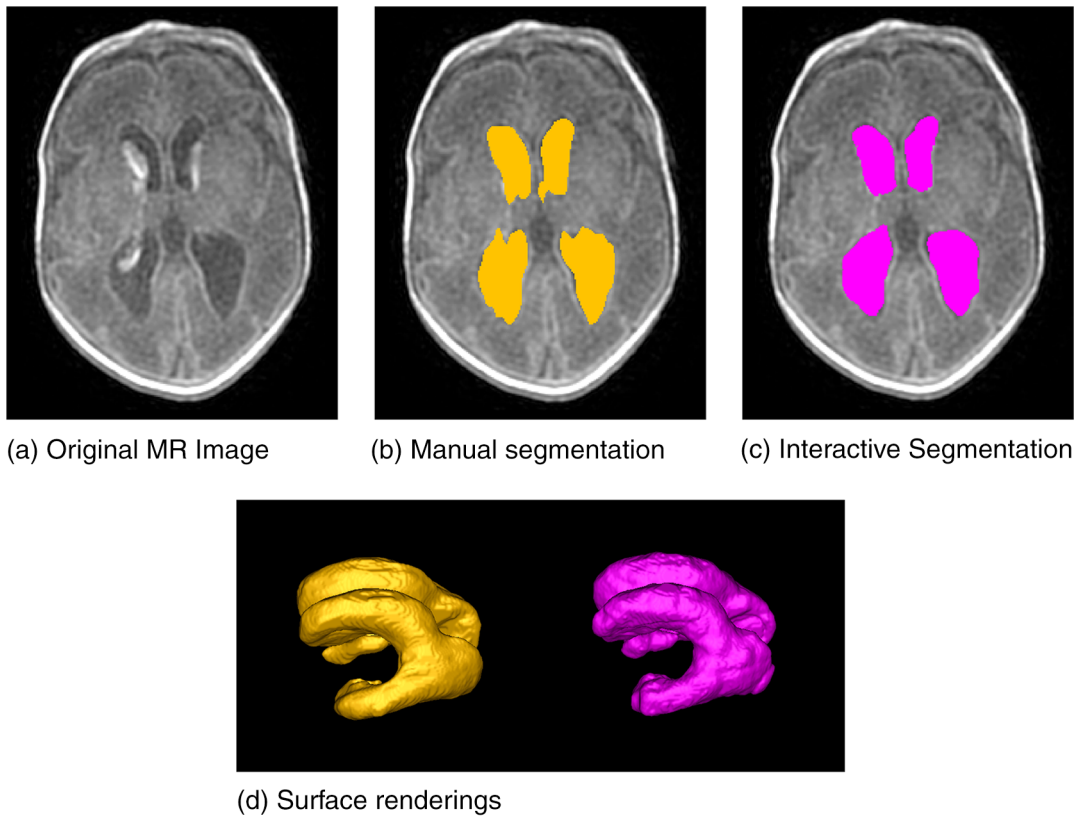 (a) Original MR Image
(b) Manual segmentation
(c) Interactive Segmentation
(d) Surface renderings